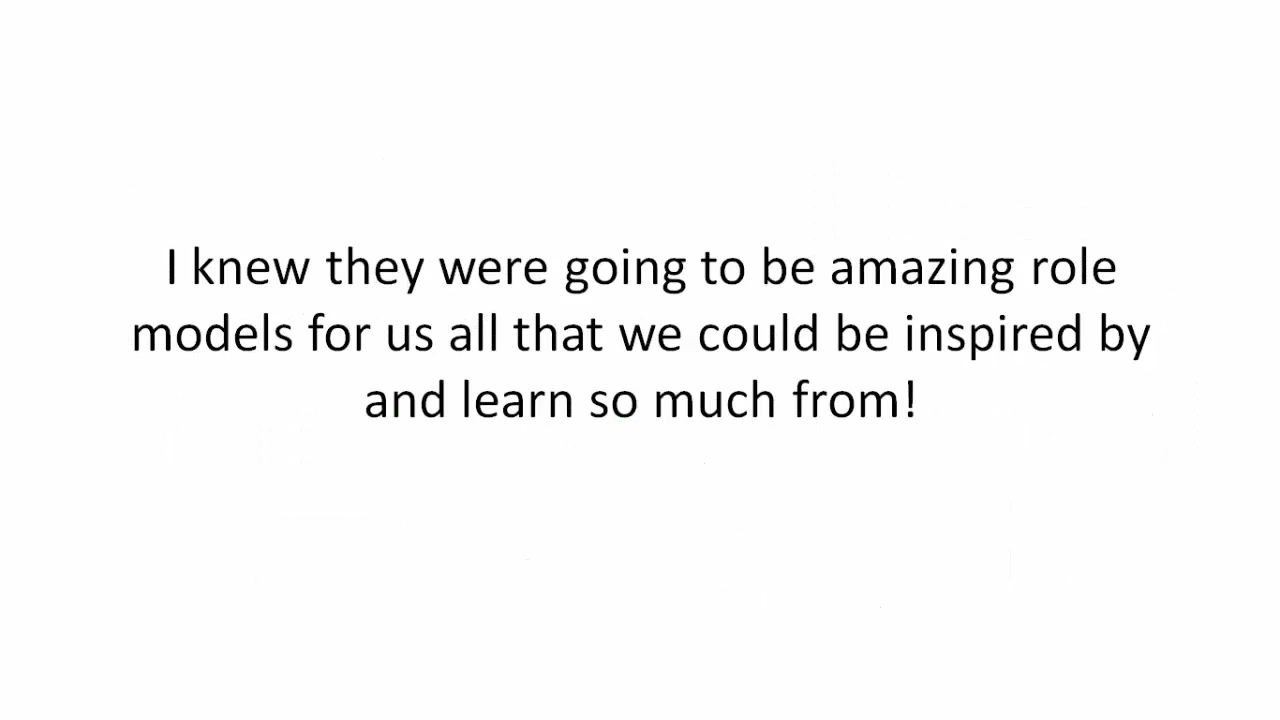 I knew they were going to be amazing role
models for us all that we could be inspired by
and learn so much from!